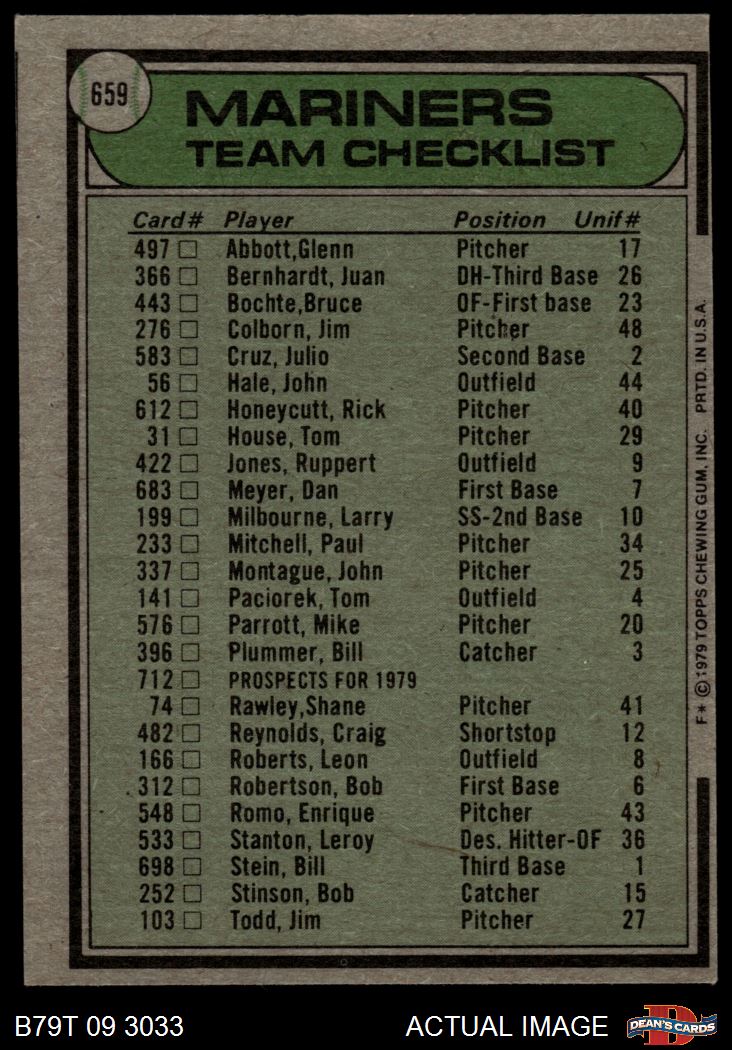 659
MARINERS
TEAM CHECKLIST
Card# Player Position Unif#
497 Abbott,Glenn Pitcher 17
366 Bernhardt, Juan DH-Third Base 26
443 Bochte,Bruce OF-First base 23
276 Colborn, Jim Pitcher 48
583 Cruz, Julio Second Base 2
56 Hale, John Outfield 44
612 Honeycutt, Rick Pitcher 40
31 House, Tom Pitcher 29
422 Jones, Ruppert Outfield 9
683 Meyer, Dan First Base 7
199 Milbourne, Larry SS-2nd Base 10
233 Mitchell, Paul Pitcher 34
337 Montague, John Pitcher 25
141 Paciorek, Tom Outfield 4
576 Parrott, Mike Pitcher 20
396 Plummer, Bill Catcher 3
712 PROSPECTS FOR 1979
74 Rawley,Shane Pitcher 41
482 Reynolds, Craig Shortstop 12
166 Roberts, Leon Outfield 8
312 Robertson, Bob First Base 6
548 Romo, Enrique Pitcher 43
533 Stanton, Leroy Des. Hitter-OF 36
698 Stein, Bill Third Base 1
252 Stinson, Bob Catcher 15
103 Todd, Jim Pitcher 27
F* © 1979 TOPPS CHEWING GUM, INC. PRTD. IN U.S.A.
B79T 09 3033 ACTUAL IMAGE
DEAN'S CARDS